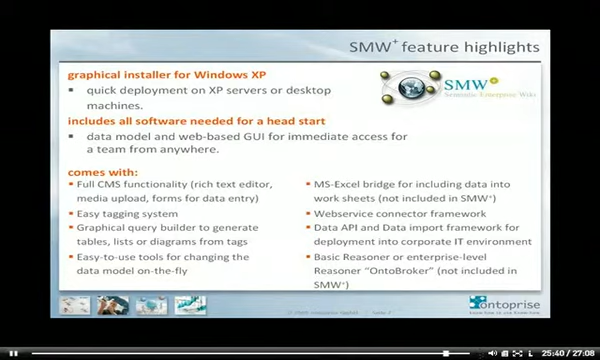 SMW+ feature highlights
graphical installer for Windows XP
▪ quick deployment on XP servers or desktop
machines.
includes all software needed for a head start
▪ data model and web-based GUI for immediate access for
a team from anywhere.
SMW+
Semantic Enterprise Wiki
comes with:
▪ Full CMS functionality (rich text editor,
media upload, forms for data entry)
▪ Easy tagging system
▪ Graphical query builder to generate
tables, lists or diagrams from tags
▪ Easy-to-use tools for changing the
data model on-the-fly
▪ MS-Excel bridge for including data into
work sheets (not included in SMW+)
▪ Webservice connector framework
▪ Data API and Data import framework for
deployment into corporate IT environment
▪ Basic Reasoner or enterprise-level
Reasoner "OntoBroker" (not included in
SMW+)
ontoprise
25:40 / 27:08